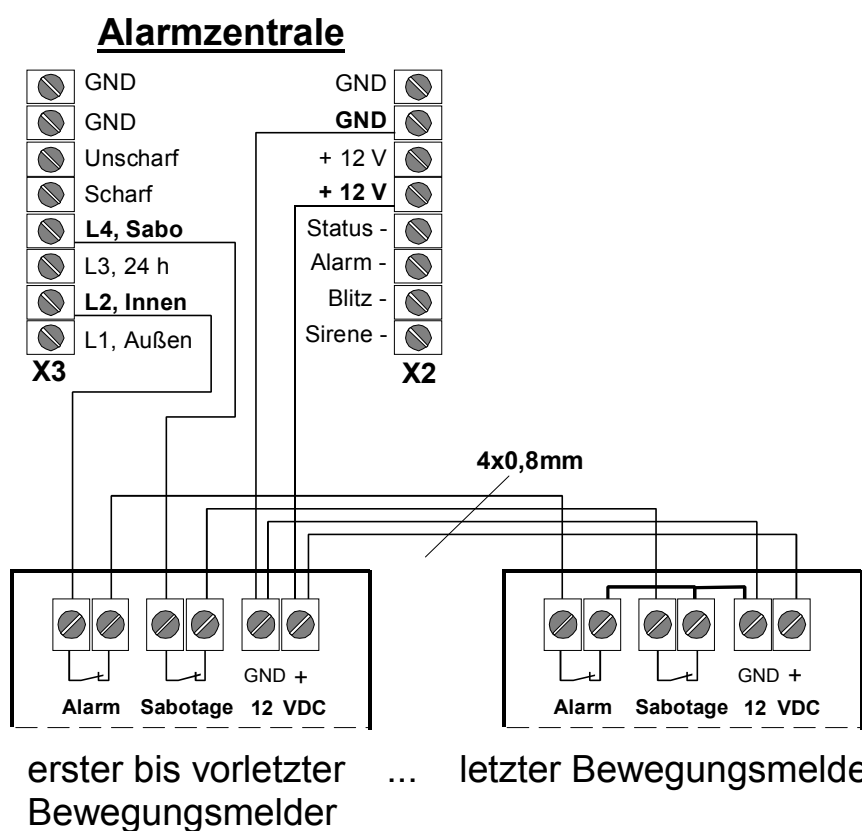 Alarmzentrale
GND
GND
Unscharf
Scharf
L4, Sabo
L3, 24 h
L2, Innen
L1, Außen
X3
GND
GND
+ 12 V
+ 12 V
Status -
Alarm -
Blitz -
Sirene -
X2
4x0,8mm
GND +
Alarm Sabotage 12 VDC
GND +
Alarm Sabotage 12 VDC
erster bis vorletzter ... letzter Bewegungsmelde
Bewegungsmelder